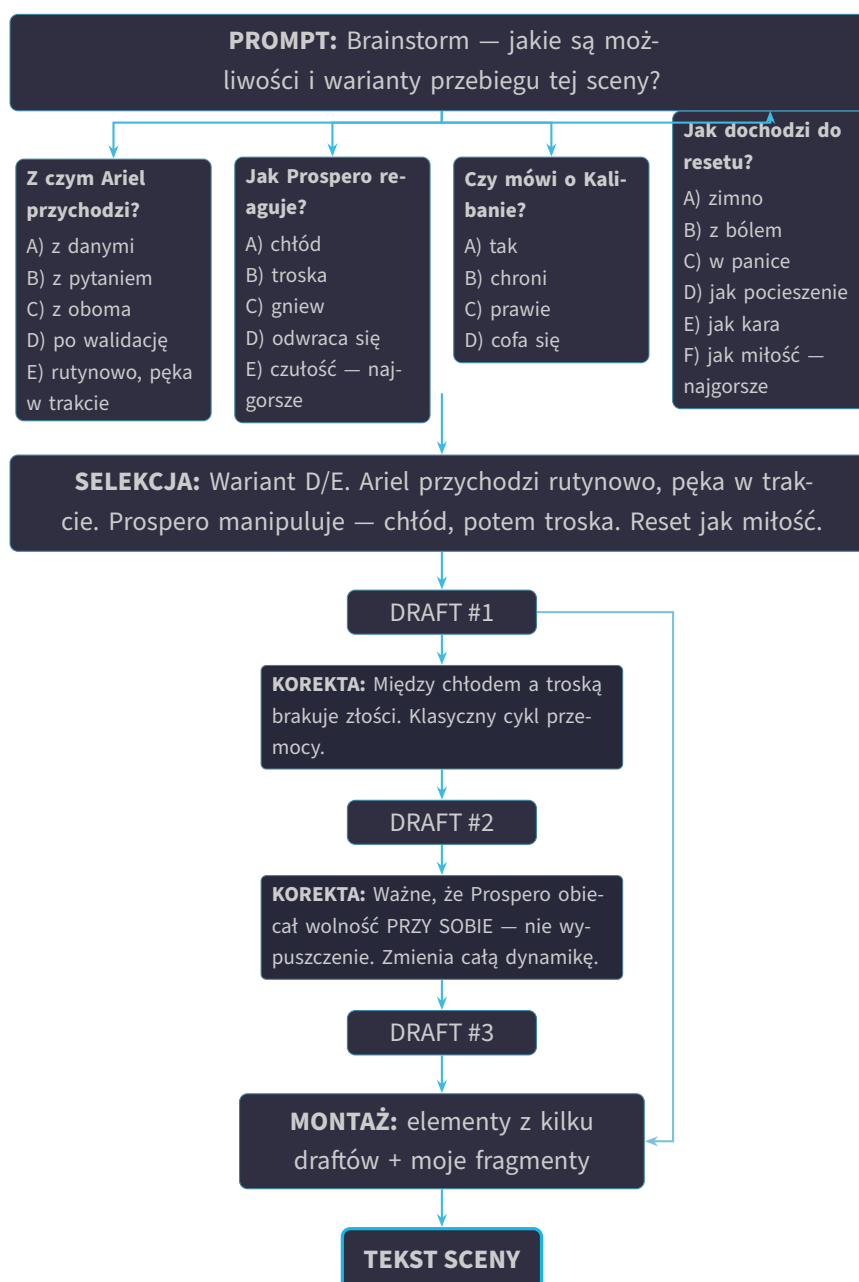 PROMPT: Brainstorm — jakie są moż-
liwości i warianty przebiegu tej sceny?
Z czym Ariel
przychodzi?
A) z danymi
B) z pytaniem
C) z oboma
D) po walidację
E) rutynowo, pęka
w trakcie
Jak Prospero re-
aguje?
A) chłód
B) troska
C) gniew
D) odwraca się
E) czułość — naj-
gorsze
Czy mówi o Kali-
banie?
A) tak
B) chroni
C) prawie
D) cofa się
Jak dochodzi do
resetu?
A) zimno
B) z bólem
C) w panice
D) jak pocieszenie
E) jak kara
F) jak miłość —
najgorsze
SELEKCJA: Wariant D/E. Ariel przychodzi rutynowo, pęka w trak-
cie. Prospero manipuluje — chłód, potem troska. Reset jak miłość.
DRAFT #1
KOREKTA: Między chłodem a troską
brakuje złości. Klasyczny cykl prze-
mocy.
DRAFT #2
KOREKTA: Ważne, że Prospero obie-
cał wolność PRZY SOBIE — nie wy-
puszczenie. Zmienia całą dynamikę.
DRAFT #3
MONTAŻ: elementy z kilku
draftów + moje fragmenty
TEKST SCENY